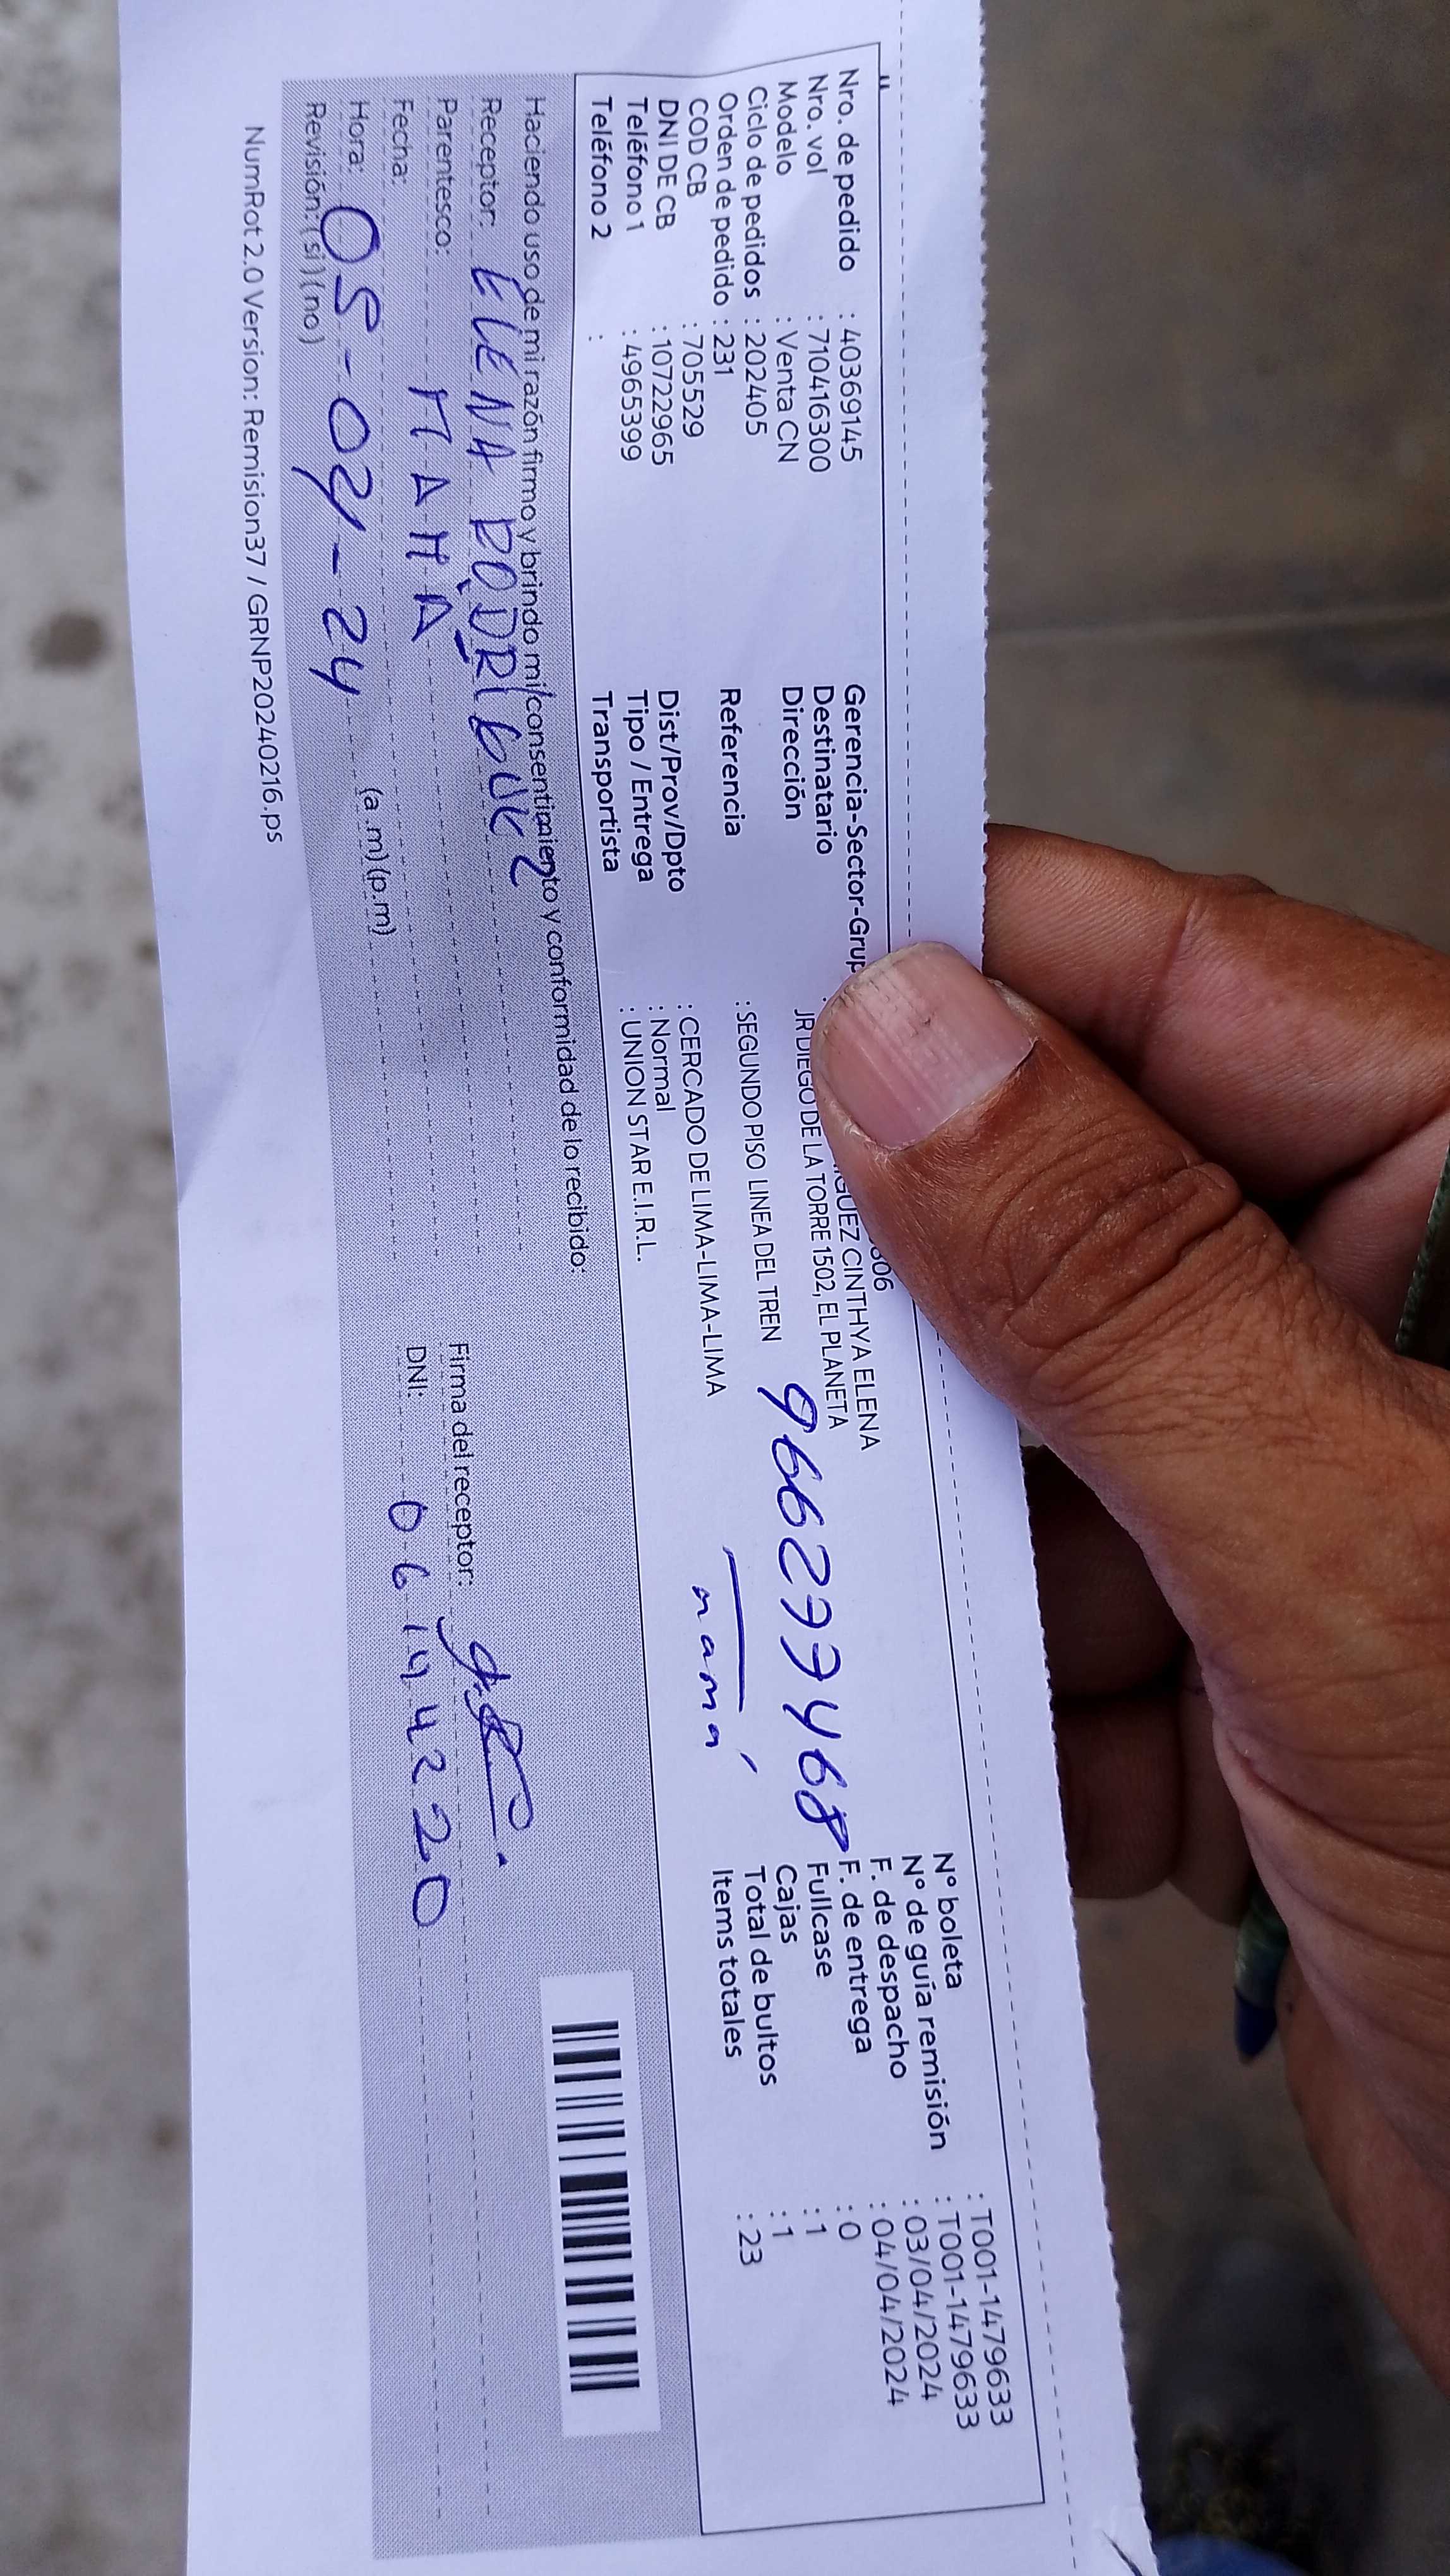 Nro. de pedido : 40369145
Nro. vol : 710416300
Modelo : Venta CN
Ciclo de pedidos : 202405
Orden de pedido : 231
COD CB : 705529
DNI DE CB : 10722965
Teléfono 1 : 4965399
Teléfono 2 :
Gerencia-Sector-Grup 606
Destinatario : CINTHYA ELENA
Dirección JR DIEGO DE LA TORRE 1502, EL PLANETA
Referencia : SEGUNDO PISO LINEA DEL TREN
Dist/Prov/Dpto : CERCADO DE LIMA-LIMA-LIMA
Tipo / Entrega : Normal
Transportista : UNION STAR E.I.R.L.
mamá
N° boleta : T001-1479633
N° de guía remisión : T001-1479633
F. de despacho : 03/04/2024
F. de entrega : 04/04/2024
Fullcase : 0
Cajas : 1
Total de bultos : 1
Items totales : 23
Haciendo uso de mi razón firmo y brindo mi consentimiento y conformidad de lo recibido:
Receptor: ELENA RODRIGUEZ
Parentesco: MAMA
Fecha:
Hora: 05-04-24 (a.m) (p.m)
Revisión: (si) (no)
Firma del receptor:
DNI: 06144220
NumRot 2.0 Version: Remision37 / GRNP20240216.ps